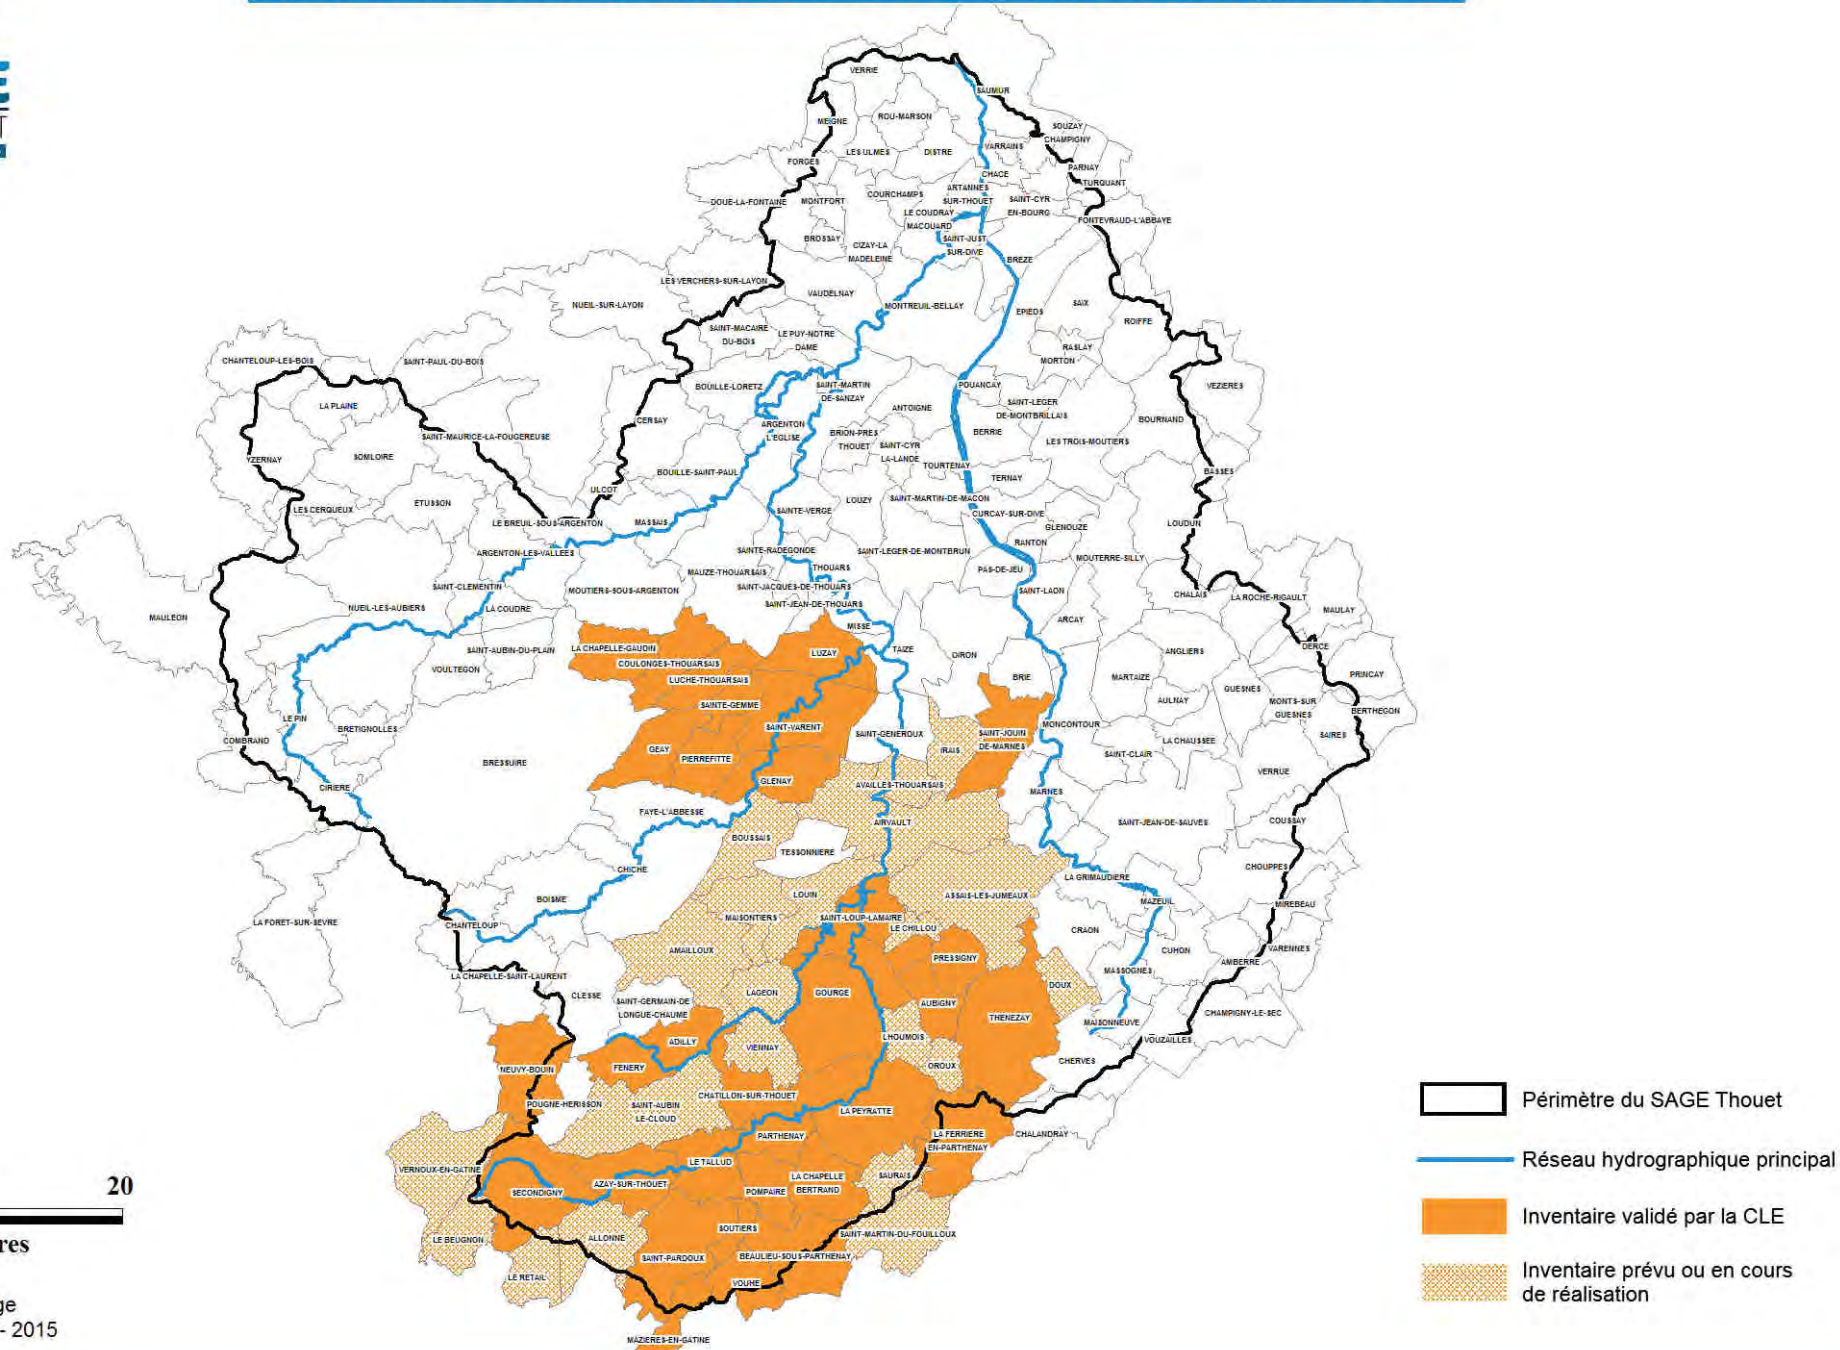 VERRIE
SAUMUR
MEIGNE
ROU-MARSON
SOUZAY
CHAMPIGNY
LES ULMES
DISTRE
VARRAINS
FORGES
PARNAY
CHACE
TURQUANT
DOUE-LA-FONTAINE
MONTFORT
COURCHAMPS
ARTANNES
SUR-THOUET
SAINT-CYR
EN-BOURG
LE COUDRAY
MACOUARD
FONTEVRAUD-L'ABBAYE
BROSSAY
CIZAY-LA
MADELEINE
SAINT-JUST
SUR-DIVE
BREZE
LES VERCHERS-SUR-LAYON
VAUDELNAY
NUEIL-SUR-LAYON
MONTREUIL-BELLAY
EPIEDS
SAIX
ROIFFE
SAINT-MACAIRE
DU-BOIS
LE PUY-NOTRE
DAME
RASLAY
MORTON
CHANTELOUP-LES-BOIS
SAINT-PAUL-DU-BOIS
BOUILLE-LORETZ
SAINT-MARTIN
DE-SANZAY
POUANCAY
VEZIERES
LA PLAINE
ANTOIGNE
SAINT-LEGER
DE-MONTBRILLAIS
CERSAY
ARGENTON
L'EGLISE
BOURNAND
SAINT-MAURICE-LA-FOUGEREUSE
BRION-PRES
THOUET
SAINT-CYR
LA-LANDE
BERRIE
LES TROIS-MOUTIERS
YZERNAY
SOMLOIRE
BOUILLE-SAINT-PAUL
TOURTENAY
TERNAY
BASSES
ULCOT
LES CERQUEUX
ETUSSON
LOUZY
SAINT-MARTIN-DE-MACON
CURCAY-SUR-DIVE
LE BREUIL-SOUS-ARGENTON
MASSAIS
SAINTE-VERGE
GLENOUZE
LOUDUN
ARGENTON-LES-VALLEES
SAINTE-RADEGONDE
SAINT-LEGER-DE-MONTBRUN
RANTON
MOUTERRE-SILLY
MAUZE-THOUARSAIS
THOUARS
PAS-DE-JEU
SAINT-CLEMENTIN
MOUTIERS-SOUS-ARGENTON
SAINT-JACQUES-DE-THOUARS
SAINT-LAON
CHALAIS
LA ROCHE-RIGAULT
MAULAY
MAULEON
NUEIL-LES-AUBIERS
LA COUDRE
SAINT-JEAN-DE-THOUARS
ARCAY
MISSE
SAINT-AUBIN-DU-PLAIN
LA CHAPELLE-GAUDIN
COULONGES-THOUARSAIS
LUZAY
TAIZE
OIRON
ANGLIERS
DERCE
VOULTEGON
LUCHE-THOUARSAIS
BRIE
MARTAIZE
PRINCAY
GUESNES
AULNAY
MONTS-SUR
GUESNES
BERTHEGON
SAINTE-GEMME
LE PIN
BRETIGNOLLES
SAINT-VARENT
SAINT-GENEROUX
SAINT-JOUIN
DE-MARNES
MONCONTOUR
COMBRAND
GEAY
PIERREFITTE
IRAIS
SAINT-CLAIR
LA CHAUSSEE
SAIRES
BRESSUIRE
GLENAY
AVAILLES-THOUARSAIS
VERRUE
CIRIERE
MARNES
FAYE-L'ABBESSE
AIRVAULT
SAINT-JEAN-DE-SAUVES
COUSSAY
BOUSSAIS
TESSONNIERE
CHICHE
LA GRIMAUDIERE
CHOUPPES
BOISME
LOUIN
ASSAIS-LES-JUMEAUX
MAZEUIL
MIREBEAU
LA FORET-SUR-SEVRE
CHANTELOUP
MAISONTIERS
SAINT-LOUP-LAMAIRE
LE CHILLOU
CRAON
AMAILLOUX
PRESSIGNY
CUHON
VARENNES
LA CHAPELLE-SAINT-LAURENT
MASSOGNES
AMBERRE
CLESSE
SAINT-GERMAIN-DE
LONGUE-CHAUME
LAGEON
GOURGE
AUBIGNY
DOUX
THENEZAY
MAISONNEUVE
CHAMPIGNY-LE-SEC
ADILLY
VIENNAY
LHOUMOIS
VOUZAILLES
NEUVY-BOUIN
FENERY
OROUX
CHERVES
POUGNE-HERISSON
SAINT-AUBIN
LE-CLOUD
CHATILLON-SUR-THOUET
LA PEYRATTE
PARTHENAY
LA FERRIERE
EN-PARTHENAY
CHALANDRAY
VERNOUX-EN-GATINE
LE TALLUD
SAURAIS
SECONDIGNY
AZAY-SUR-THOUET
POMPAIRE
LA CHAPELLE
BERTRAND
LE BEUGNON
ALLONNE
SOUTIERS
SAINT-MARTIN-DU-FOUILLOUX
SAINT-PARDOUX
BEAULIEU-SOUS-PARTHENAY
LE RETAIL
VOUHE
MAZIERES-EN-GATINE
20
res
ge
- 2015
Périmètre du SAGE Thouet
Réseau hydrographique principal
Inventaire validé par la CLE
Inventaire prévu ou en cours
de réalisation